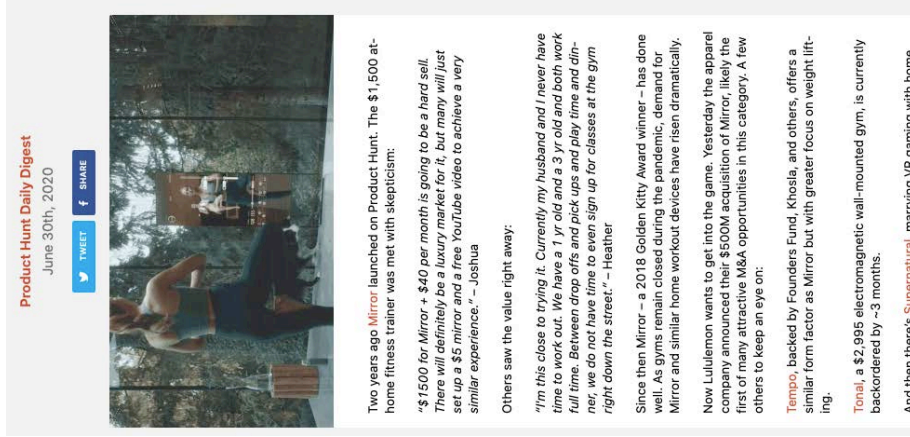 Product Hunt Daily Digest
June 30th, 2020
TWEET
f SHARE
Two years ago Mirror launched on Product Hunt. The $1,500 at-
home fitness trainer was met with skepticism:
"$1500 for Mirror + $40 per month is going to be a hard sell.
There will definitely be a luxury market for it, but many will just
set up a $5 mirror and a free YouTube video to achieve a very
similar experience." –Joshua
Others saw the value right away:
"I'm this close to trying it. Currently my husband and I never have
time to work out. We have a 1 yr old and a 3 yr old and both work
full time. Between drop offs and pick ups and play time and din-
ner, we do not have time to even sign up for classes at the gym
right down the street." – Heather
Since then Mirror – a 2018 Golden Kitty Award winner – has done
well. As gyms remain closed during the pandemic, demand for
Mirror and similar home workout devices have risen dramatically.
Now Lululemon wants to get into the game. Yesterday the apparel
company announced their $500M acquisition of Mirror, likely the
first of many attractive M&A opportunities in this category. A few
others to keep an eye on:
Tempo, backed by Founders Fund, Khosla, and others, offers a
similar form factor as Mirror but with greater focus on weight lift-
ing.
Tonal, a $2,995 electromagnetic wall-mounted gym, is currently
backordered by ~3 months.
And then there's Supernatural, marrying VR gaming with home